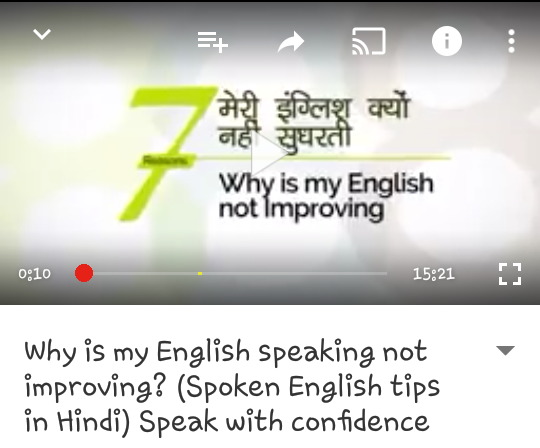 7
Reasons
मेरी इंग्लिश क्यों
नहीं सुधरती
Why is my English
not Improving
0:10
15:21
Why is my English speaking not
improving? (Spoken English tips
in Hindi) Speak with confidence